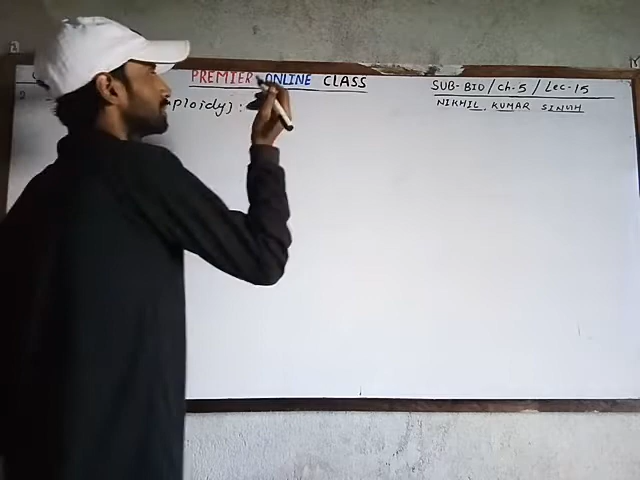 PREMIER ONLINE CLASS
SUB-BIO/Ch-5/Lec-15
NIKHIL KUMAR SINGH
ploidy):